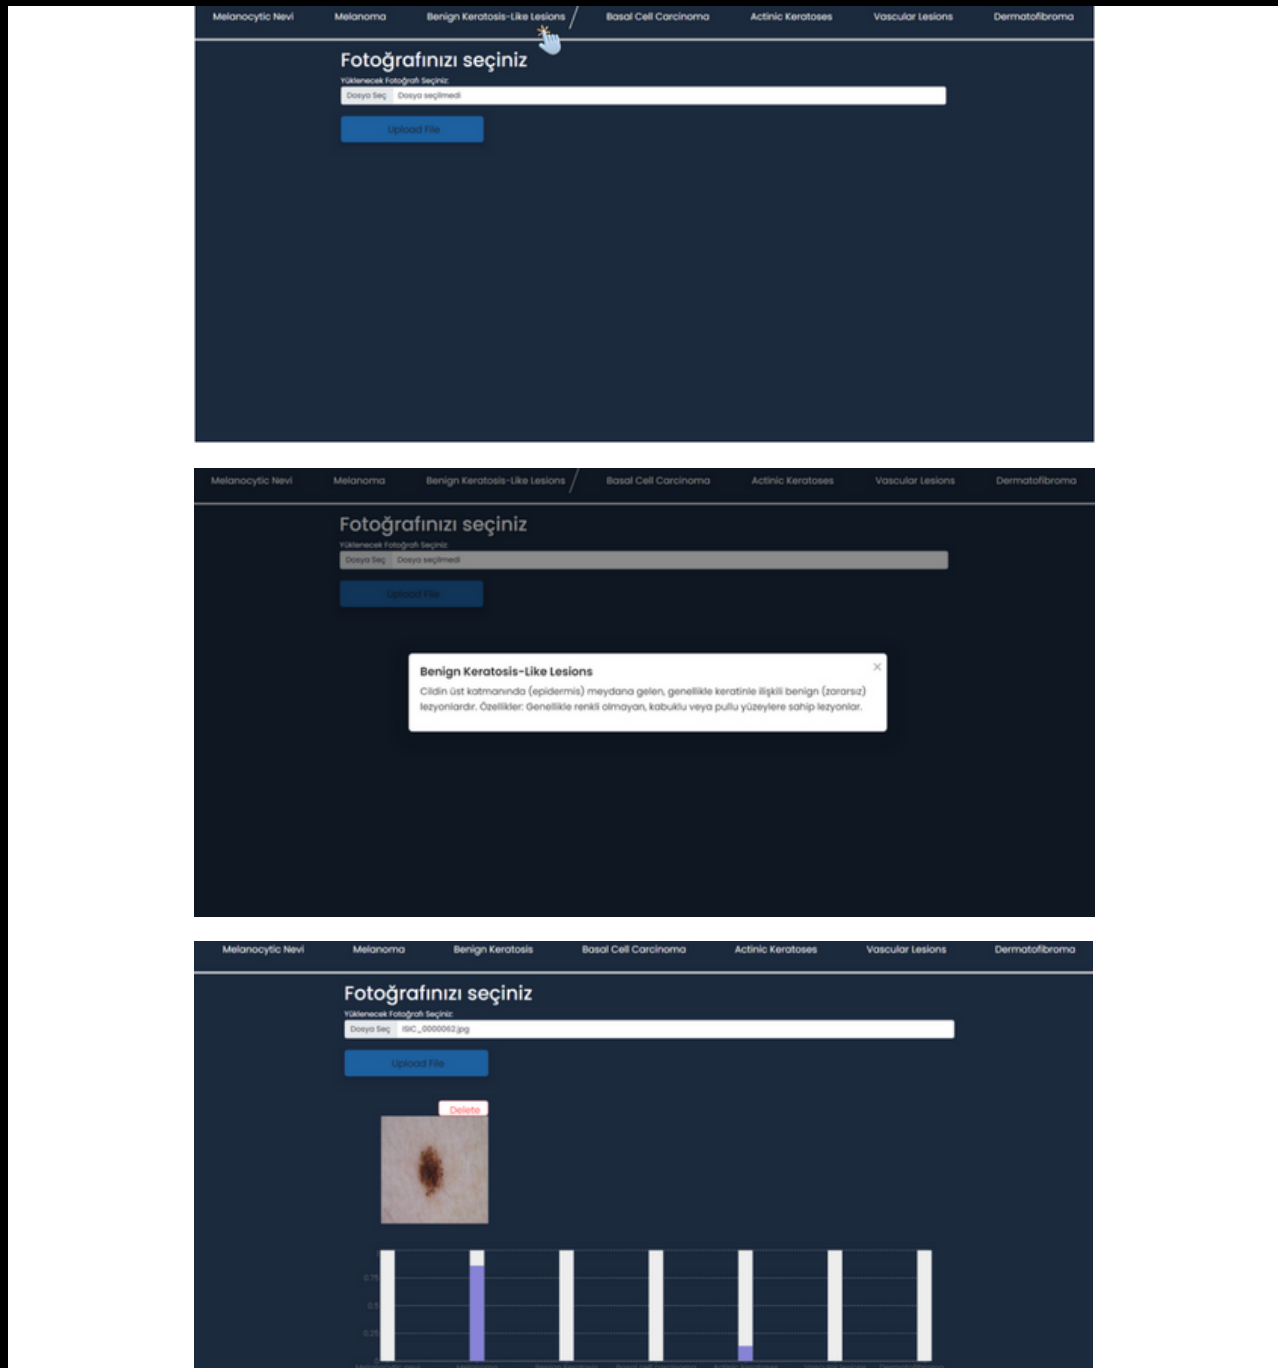 Melanocytic Nevi Melanoma Benign Keratosis-Like Lesions Basal Cell Carcinoma Actinic Keratoses Vascular Lesions Dermatofibroma
Fotoğrafınızı seçiniz
Yüklenecek Fotoğrafı Seçiniz:
Dosya Seç Dosya seçilmedi
Upload File
Melanocytic Nevi Melanoma Benign Keratosis-Like Lesions Basal Cell Carcinoma Actinic Keratoses Vascular Lesions Dermatofibroma
Fotoğrafınızı seçiniz
Yüklenecek Fotoğrafı Seçiniz:
Dosya Seç Dosya seçilmedi
Upload File
Benign Keratosis-Like Lesions ×
Cildin üst katmanında (epidermis) meydana gelen, genellikle keratinle ilişkili benign (zararsız)
lezyonlardır. Özellikler: Genellikle renkli olmayan, kabuklu veya pullu yüzeylere sahip lezyonlar.
Melanocytic Nevi Melanoma Benign Keratosis Basal Cell Carcinoma Actinic Keratoses Vascular Lesions Dermatofibroma
Fotoğrafınızı seçiniz
Yüklenecek Fotoğrafı Seçiniz:
Dosya Seç ISIC_0000062.jpg
Upload File
Delete
0.75
0.5
0.25